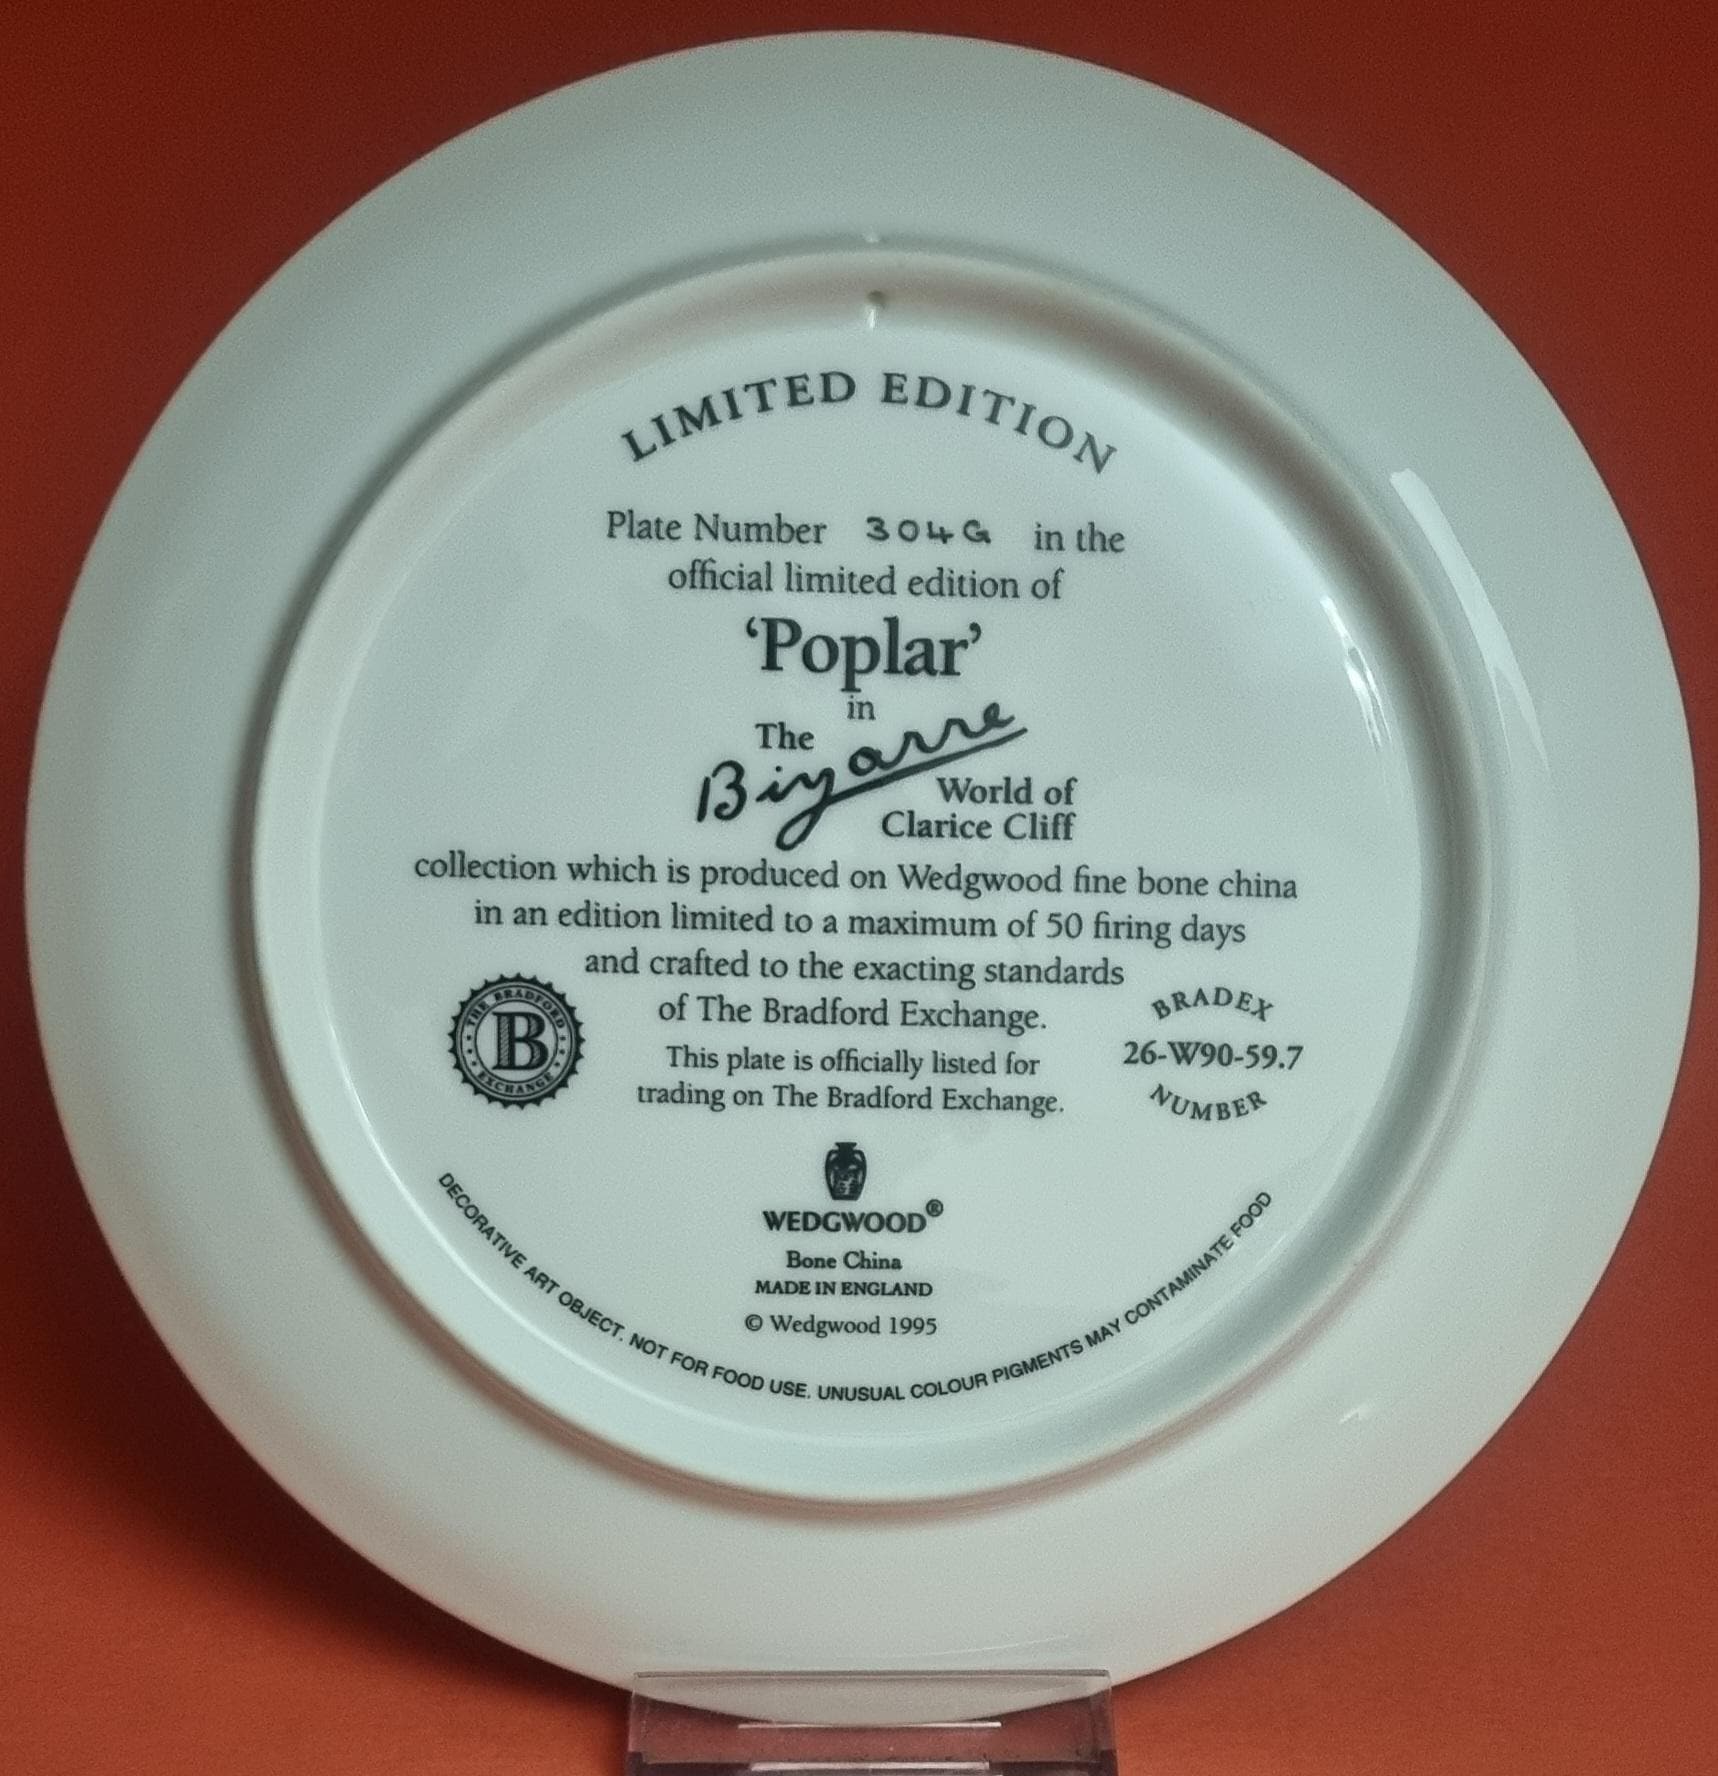 LIMITED EDITION
Plate Number 304G in the
official limited edition of
‘Poplar’
in
The
Bizarre
World of
Clarice Cliff
collection which is produced on Wedgwood fine bone china
in an edition limited to a maximum of 50 firing days
and crafted to the exacting standards
of The Bradford Exchange.
This plate is officially listed for
trading on The Bradford Exchange.
THE BRADFORD
B
EXCHANGE
BRADEX
26-W90-59.7
NUMBER
WEDGWOOD®
Bone China
MADE IN ENGLAND
© Wedgwood 1995
DECORATIVE ART OBJECT. NOT FOR FOOD USE. UNUSUAL COLOUR PIGMENTS MAY CONTAMINATE FOOD